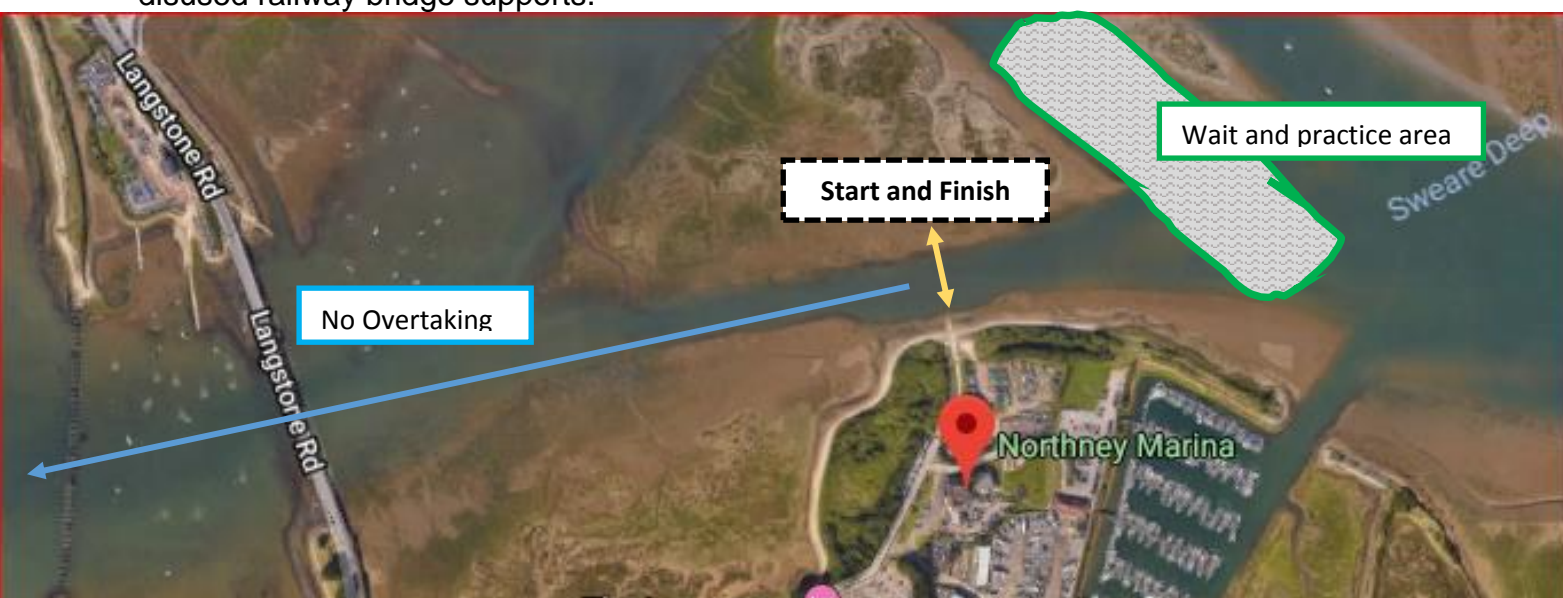 disused railway bridge supports.
Langstone Rd
Wait and practice area
Start and Finish
Sweare Deep
No Overtaking
Langstone Rd
Northney Marina